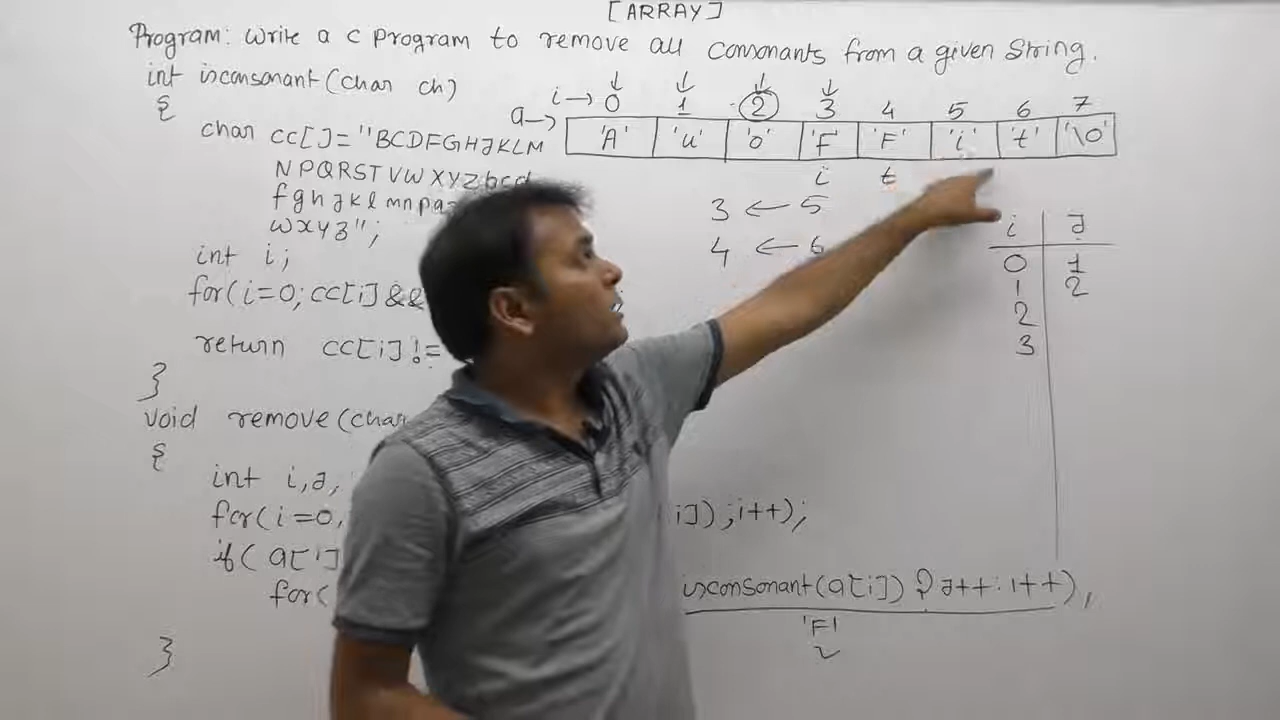 [ARRAY]
Program: Write a c program to remove all consonants from a given string.
int isconsonant(char ch)
{
char cc[]="BCDFGHJKLM
NPQRSTVWXYZbcd
fghjklmnpq
wxyz";
int i;
for(i=0;cc[i]&&
return cc[i]!=
}
void remove(char
{
int i,j,
for(i=0, i]);i++);
if(a[i]
for( isconsonant(a[i])?j++:i++);
'F'
}
i→ 0 1 2 3 4 5 6 7
a→ 'A' 'u' 'o' 'F' 'F' 'i' 't' '\0'
i t
3 ← 5
4 ← 6
i j
0 1
1 2
2
3